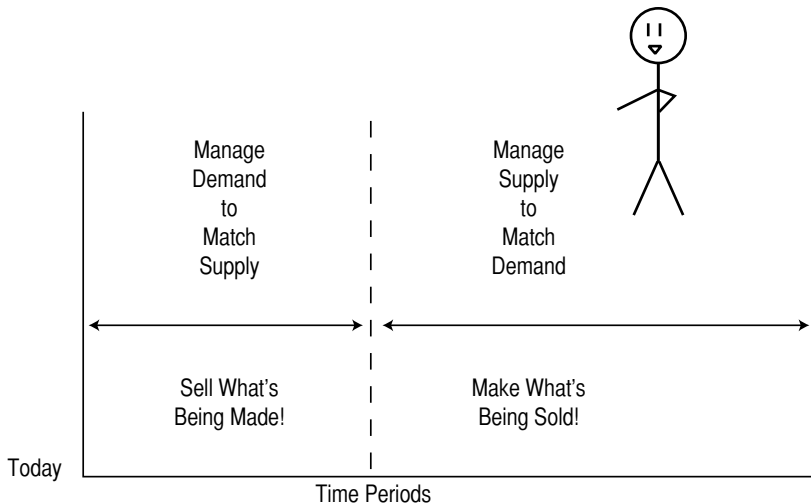 Manage
Demand
to
Match
Supply
Manage
Supply
to
Match
Demand
Sell What's
Being Made!
Make What's
Being Sold!
Today
Time Periods